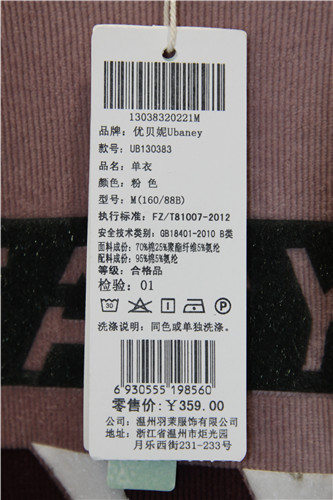 13038320221M
品牌: 优贝妮Ubaney
款号: UB130383
品名: 单衣
颜色: 粉 色
型号: M(160/88B)
执行标准: FZ/T81007-2012
安全技术类别: GB18401-2010 B类
面料成份: 70%棉25%聚酯纤维5%氨纶
配料成份: 95%棉5%氨纶
等级: 合格品
检验: 01
30
洗涤说明: 同色或单独洗涤。
6 930555 198560
零售价: ¥359.00
公司: 温州羽茉服饰有限公司
地址: 浙江省温州市炬光园
月乐西街231-233号